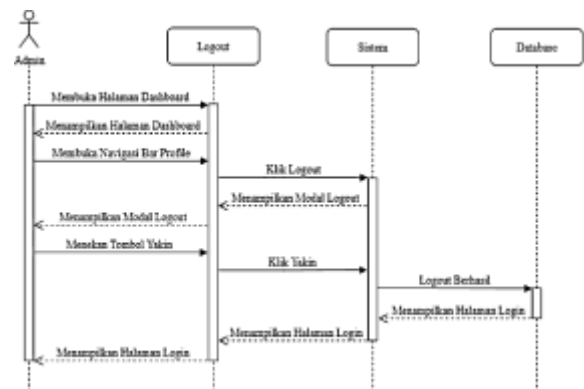 Admin
Logout
Sistem
Database
Membuka Halaman Dashboard
Menampilkan Halaman Dashboard
Membuka Navigasi Bar Profile
Klik Logout
Menampilkan Modal Logout
Menampilkan Modal Logout
Menekan Tombol Yakin
Klik Yakin
Logout Berhasil
Menampilkan Halaman Login
Menampilkan Halaman Login
Menampilkan Halaman Login